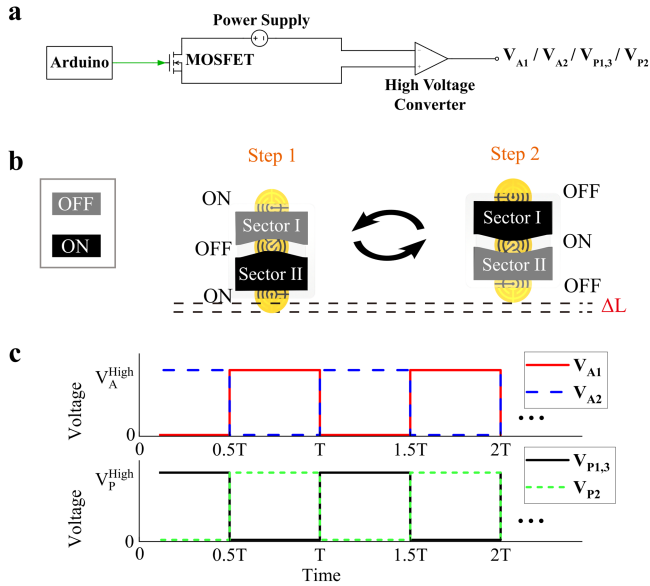 a
Power Supply
Arduino
MOSFET
V_A1 / V_A2 / V_P1,3 / V_P2
High Voltage
Converter
b
Step 1
Step 2
OFF
ON
ON
OFF
ON
Sector I
Sector II
OFF
ON
OFF
Sector I
Sector II
ΔL
c
V_A^High
Voltage
0
0.5T
T
1.5T
2T
V_A1
V_A2
...
V_P^High
Voltage
0
0.5T
T
1.5T
2T
Time
V_P1,3
V_P2
...